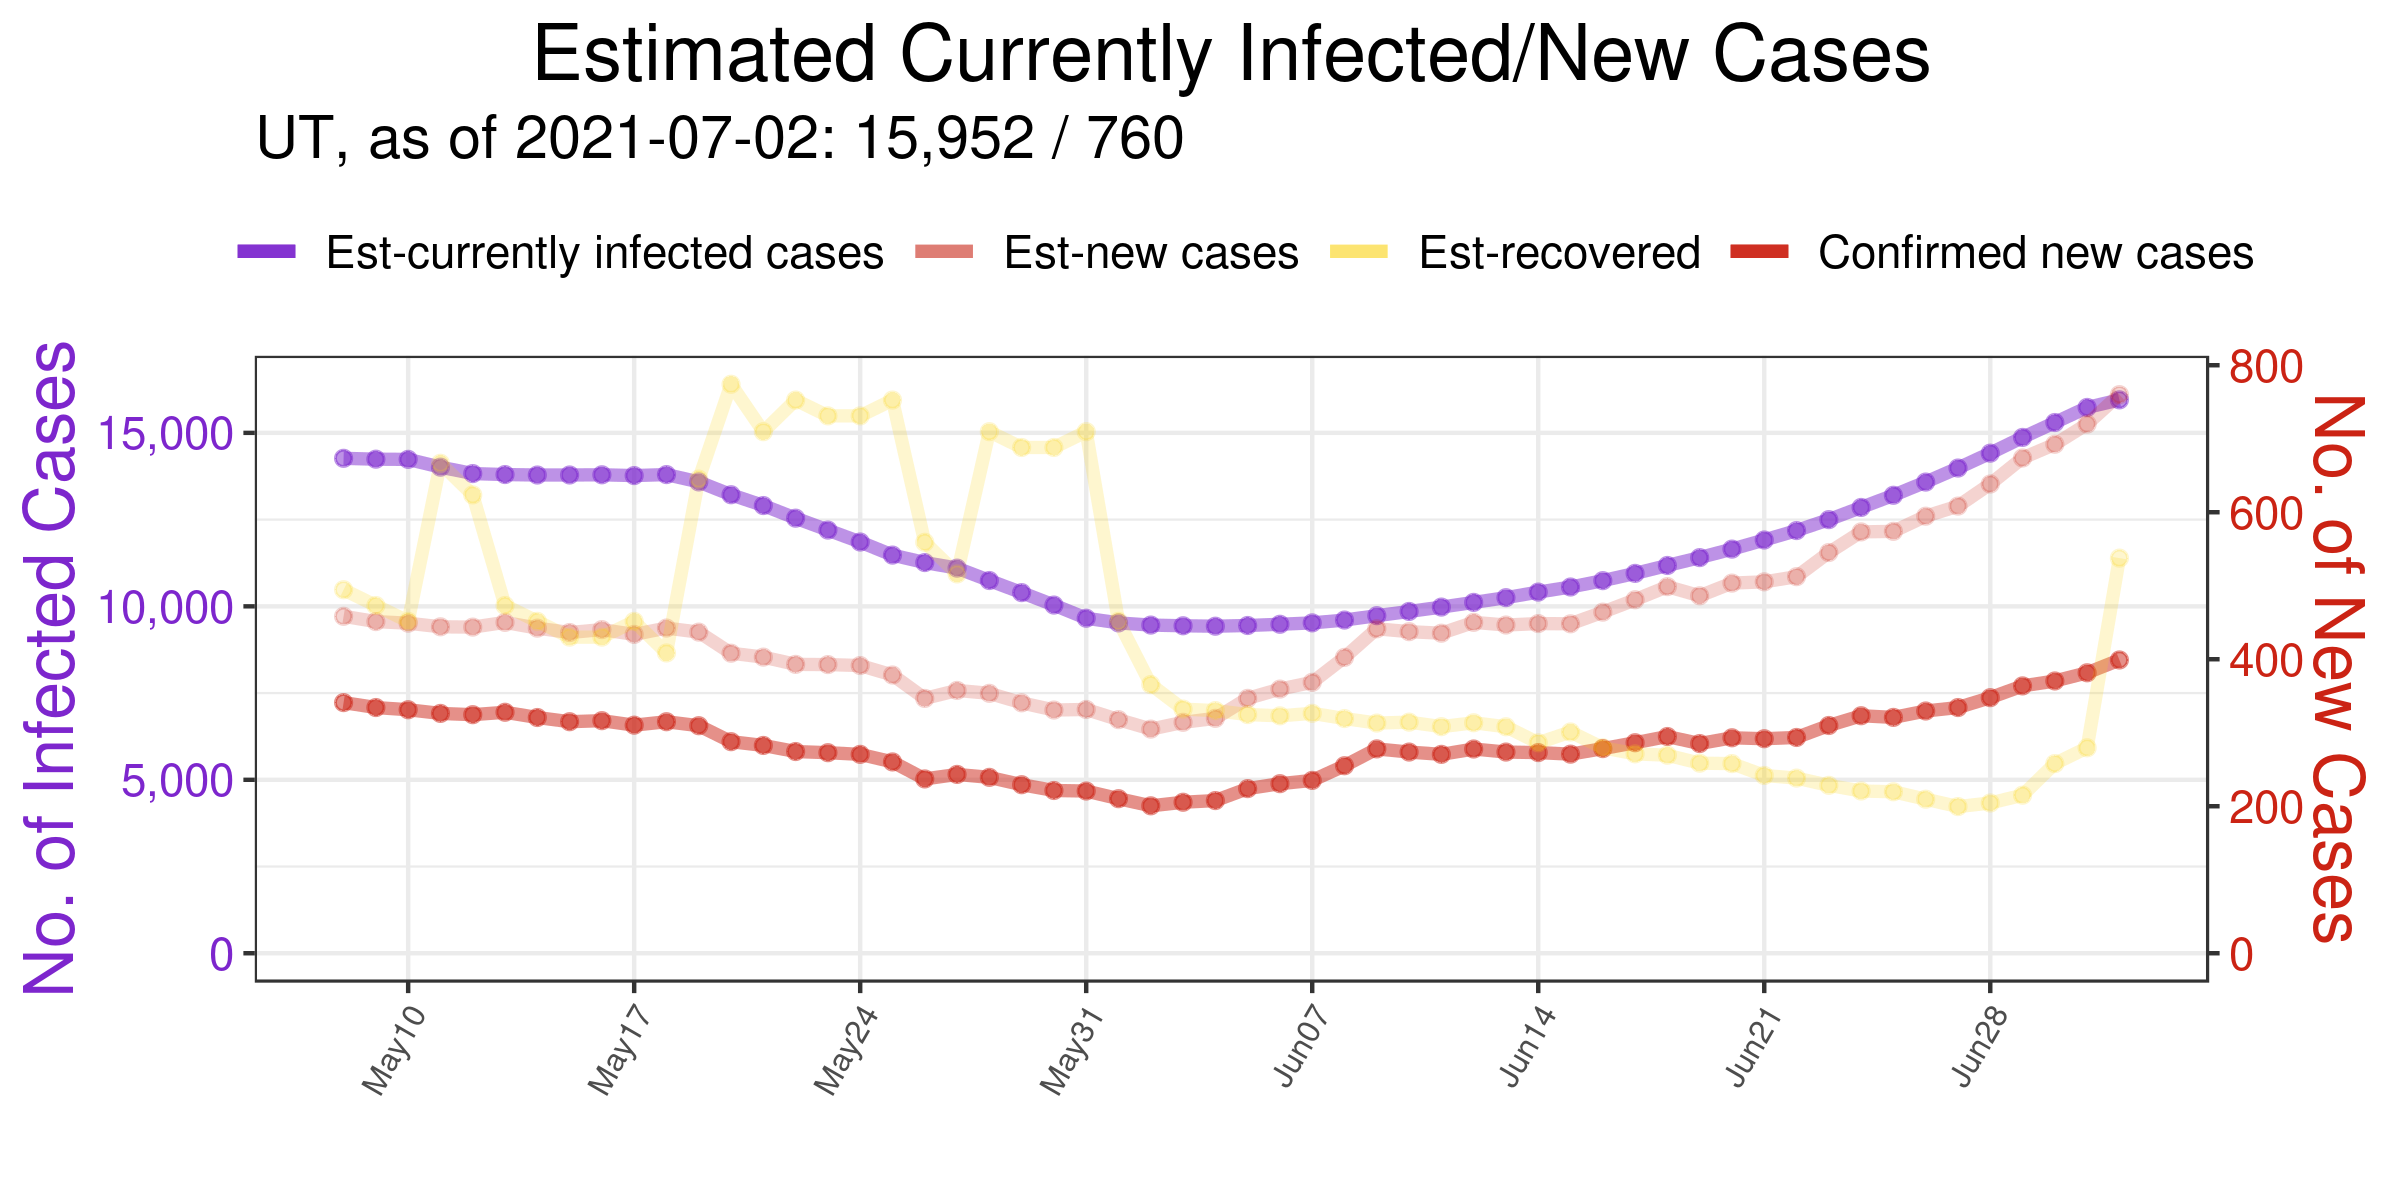 Estimated Currently Infected/New Cases
UT, as of 2021-07-02: 15,952 / 760
Est-currently infected cases Est-new cases Est-recovered Confirmed new cases
No. of Infected Cases
15,000
10,000
5,000
0
800
600
400
200
0
No. of New Cases
May10 May17 May24 May31 Jun07 Jun14 Jun21 Jun28